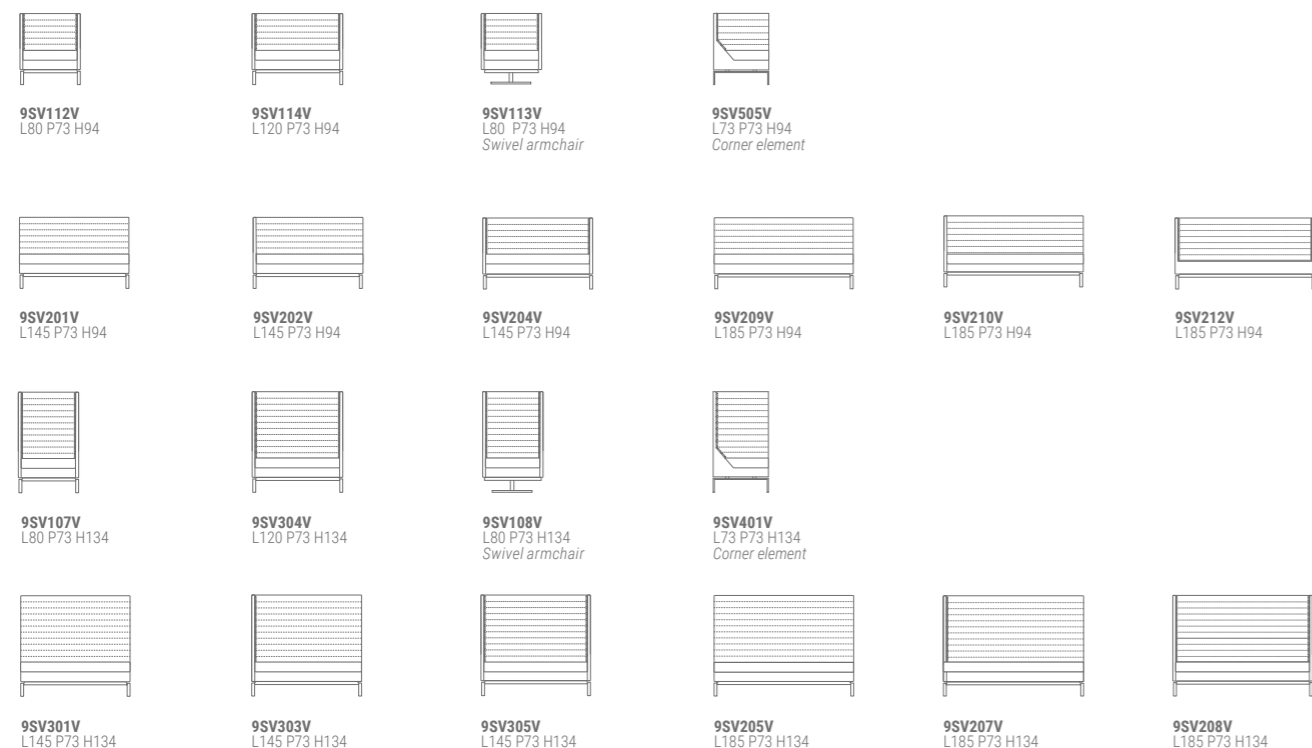 9SV112V
L80 P73 H94
9SV114V
L120 P73 H94
9SV113V
L80 P73 H94
Swivel armchair
9SV505V
L73 P73 H94
Corner element
9SV201V
L145 P73 H94
9SV202V
L145 P73 H94
9SV204V
L145 P73 H94
9SV209V
L185 P73 H94
9SV210V
L185 P73 H94
9SV212V
L185 P73 H94
9SV107V
L80 P73 H134
9SV304V
L120 P73 H134
9SV108V
L80 P73 H134
Swivel armchair
9SV401V
L73 P73 H134
Corner element
9SV301V
L145 P73 H134
9SV303V
L145 P73 H134
9SV305V
L145 P73 H134
9SV205V
L185 P73 H134
9SV207V
L185 P73 H134
9SV208V
L185 P73 H134